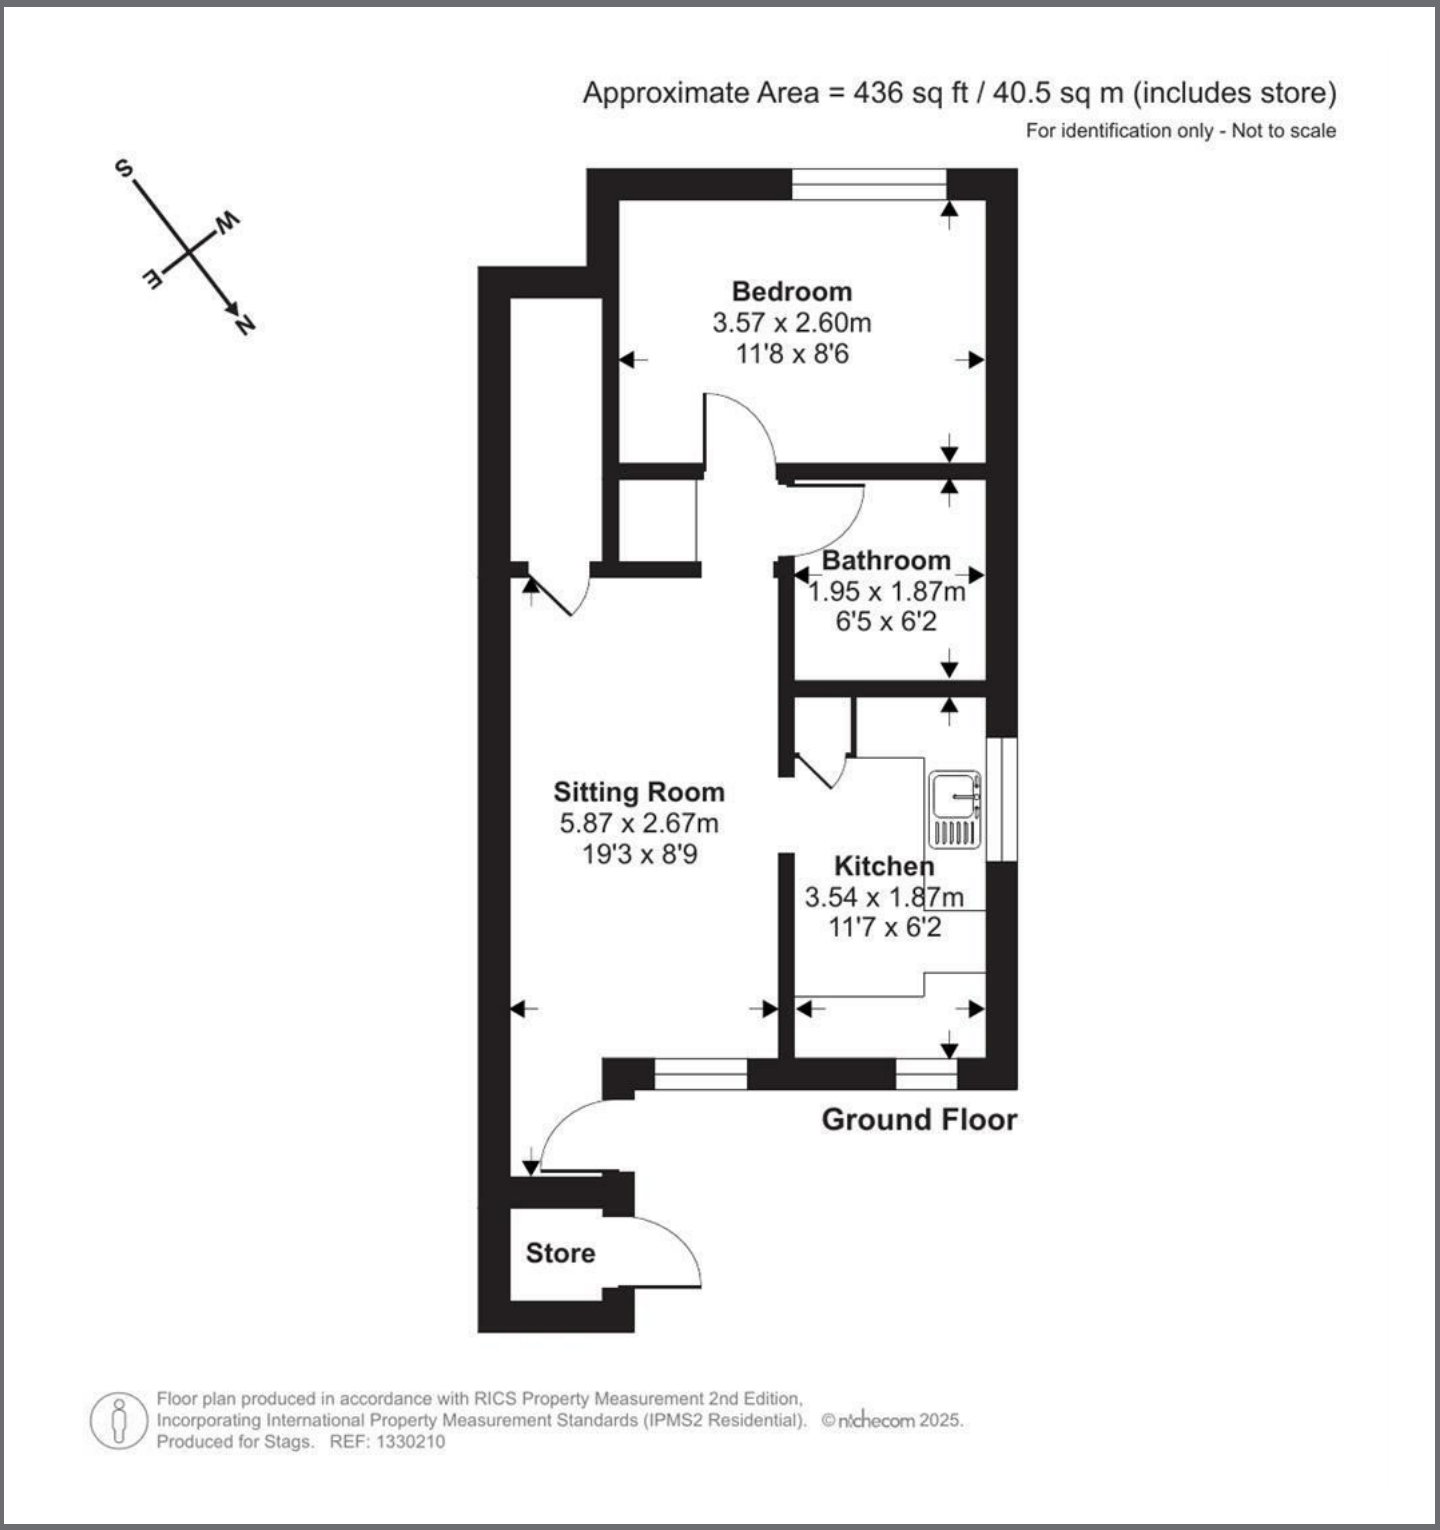 Approximate Area = 436 sq ft / 40.5 sq m (includes store)
For identification only - Not to scale
S
W
E
N
Bedroom
3.57 x 2.60m
11'8 x 8'6
Bathroom
1.95 x 1.87m
6'5 x 6'2
Sitting Room
5.87 x 2.67m
19'3 x 8'9
Kitchen
3.54 x 1.87m
11'7 x 6'2
Ground Floor
Store
Floor plan produced in accordance with RICS Property Measurement 2nd Edition,
Incorporating International Property Measurement Standards (IPMS2 Residential). © nichecom 2025.
Produced for Stags. REF: 1330210